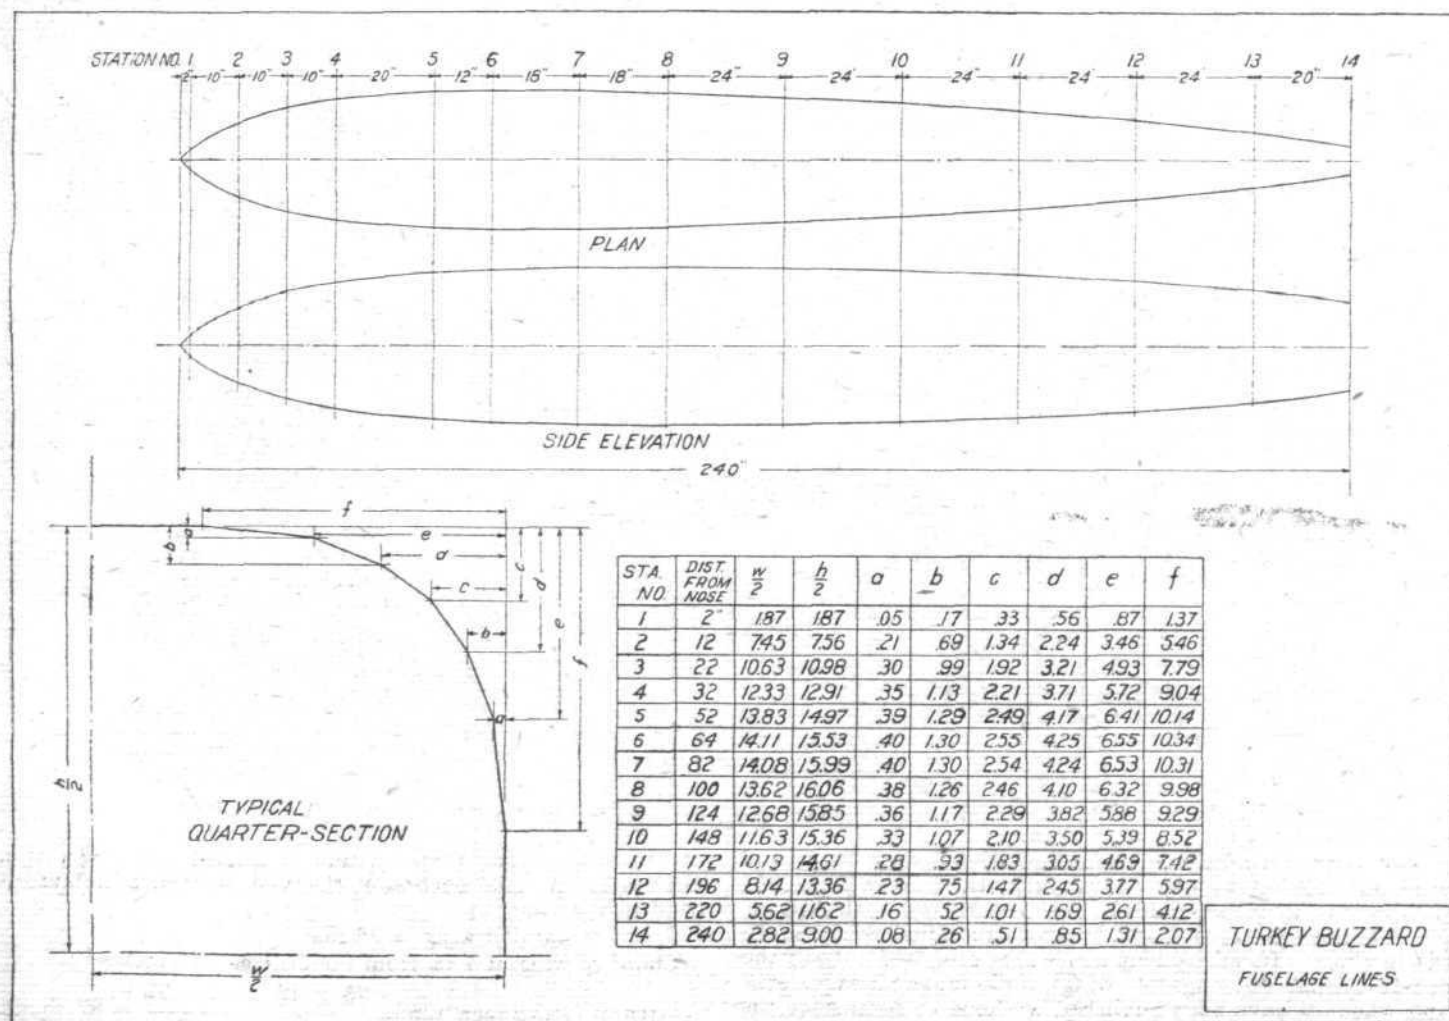 STATION NO. 1 2 3 4 5 6 7 8 9 10 11 12 13 14
2" 10" 10" 10" 20" 12" 18" 24" 24" 24" 24" 24 20"
PLAN
SIDE ELEVATION
240"
f
a e
b d
c c d
b e
f
a
h/2
TYPICAL
QUARTER-SECTION
w/2
STA. NO. DIST. FROM NOSE w/2 h/2 a b c d e f
1 2" 1.87 1.87 .05 .17 .33 .56 .87 1.37
2 12 7.45 7.56 .21 .69 1.34 2.24 3.46 5.46
3 22 10.63 10.98 .30 .99 1.92 3.21 4.93 7.79
4 32 12.33 12.91 .35 1.13 2.21 3.71 5.72 9.04
5 52 13.83 14.97 .39 1.29 2.49 4.17 6.41 10.14
6 64 14.11 15.53 .40 1.30 2.55 4.25 6.55 10.34
7 82 14.08 15.99 .40 1.30 2.54 4.24 6.53 10.31
8 100 13.62 16.06 .38 1.26 2.46 4.10 6.32 9.98
9 124 12.68 15.85 .36 1.17 2.29 3.82 5.88 9.29
10 148 11.63 15.36 .33 1.07 2.10 3.50 5.39 8.52
11 172 10.13 14.61 .28 .93 1.83 3.05 4.69 7.42
12 196 8.14 13.36 .23 .75 1.47 2.45 3.77 5.97
13 220 5.62 11.62 .16 .52 1.01 1.69 2.61 4.12
14 240 2.82 9.00 .08 .26 .51 .85 1.31 2.07
TURKEY BUZZARD
FUSELAGE LINES